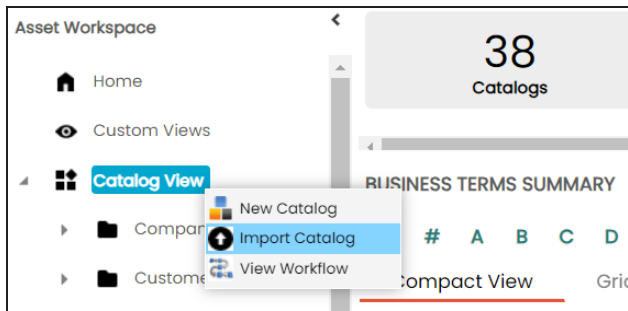 Asset Workspace
Home
Custom Views
Catalog View
New Catalog
Import Catalog
View Workflow
38
Catalogs
BUSINESS TERMS SUMMARY
# A B C D
Compact View